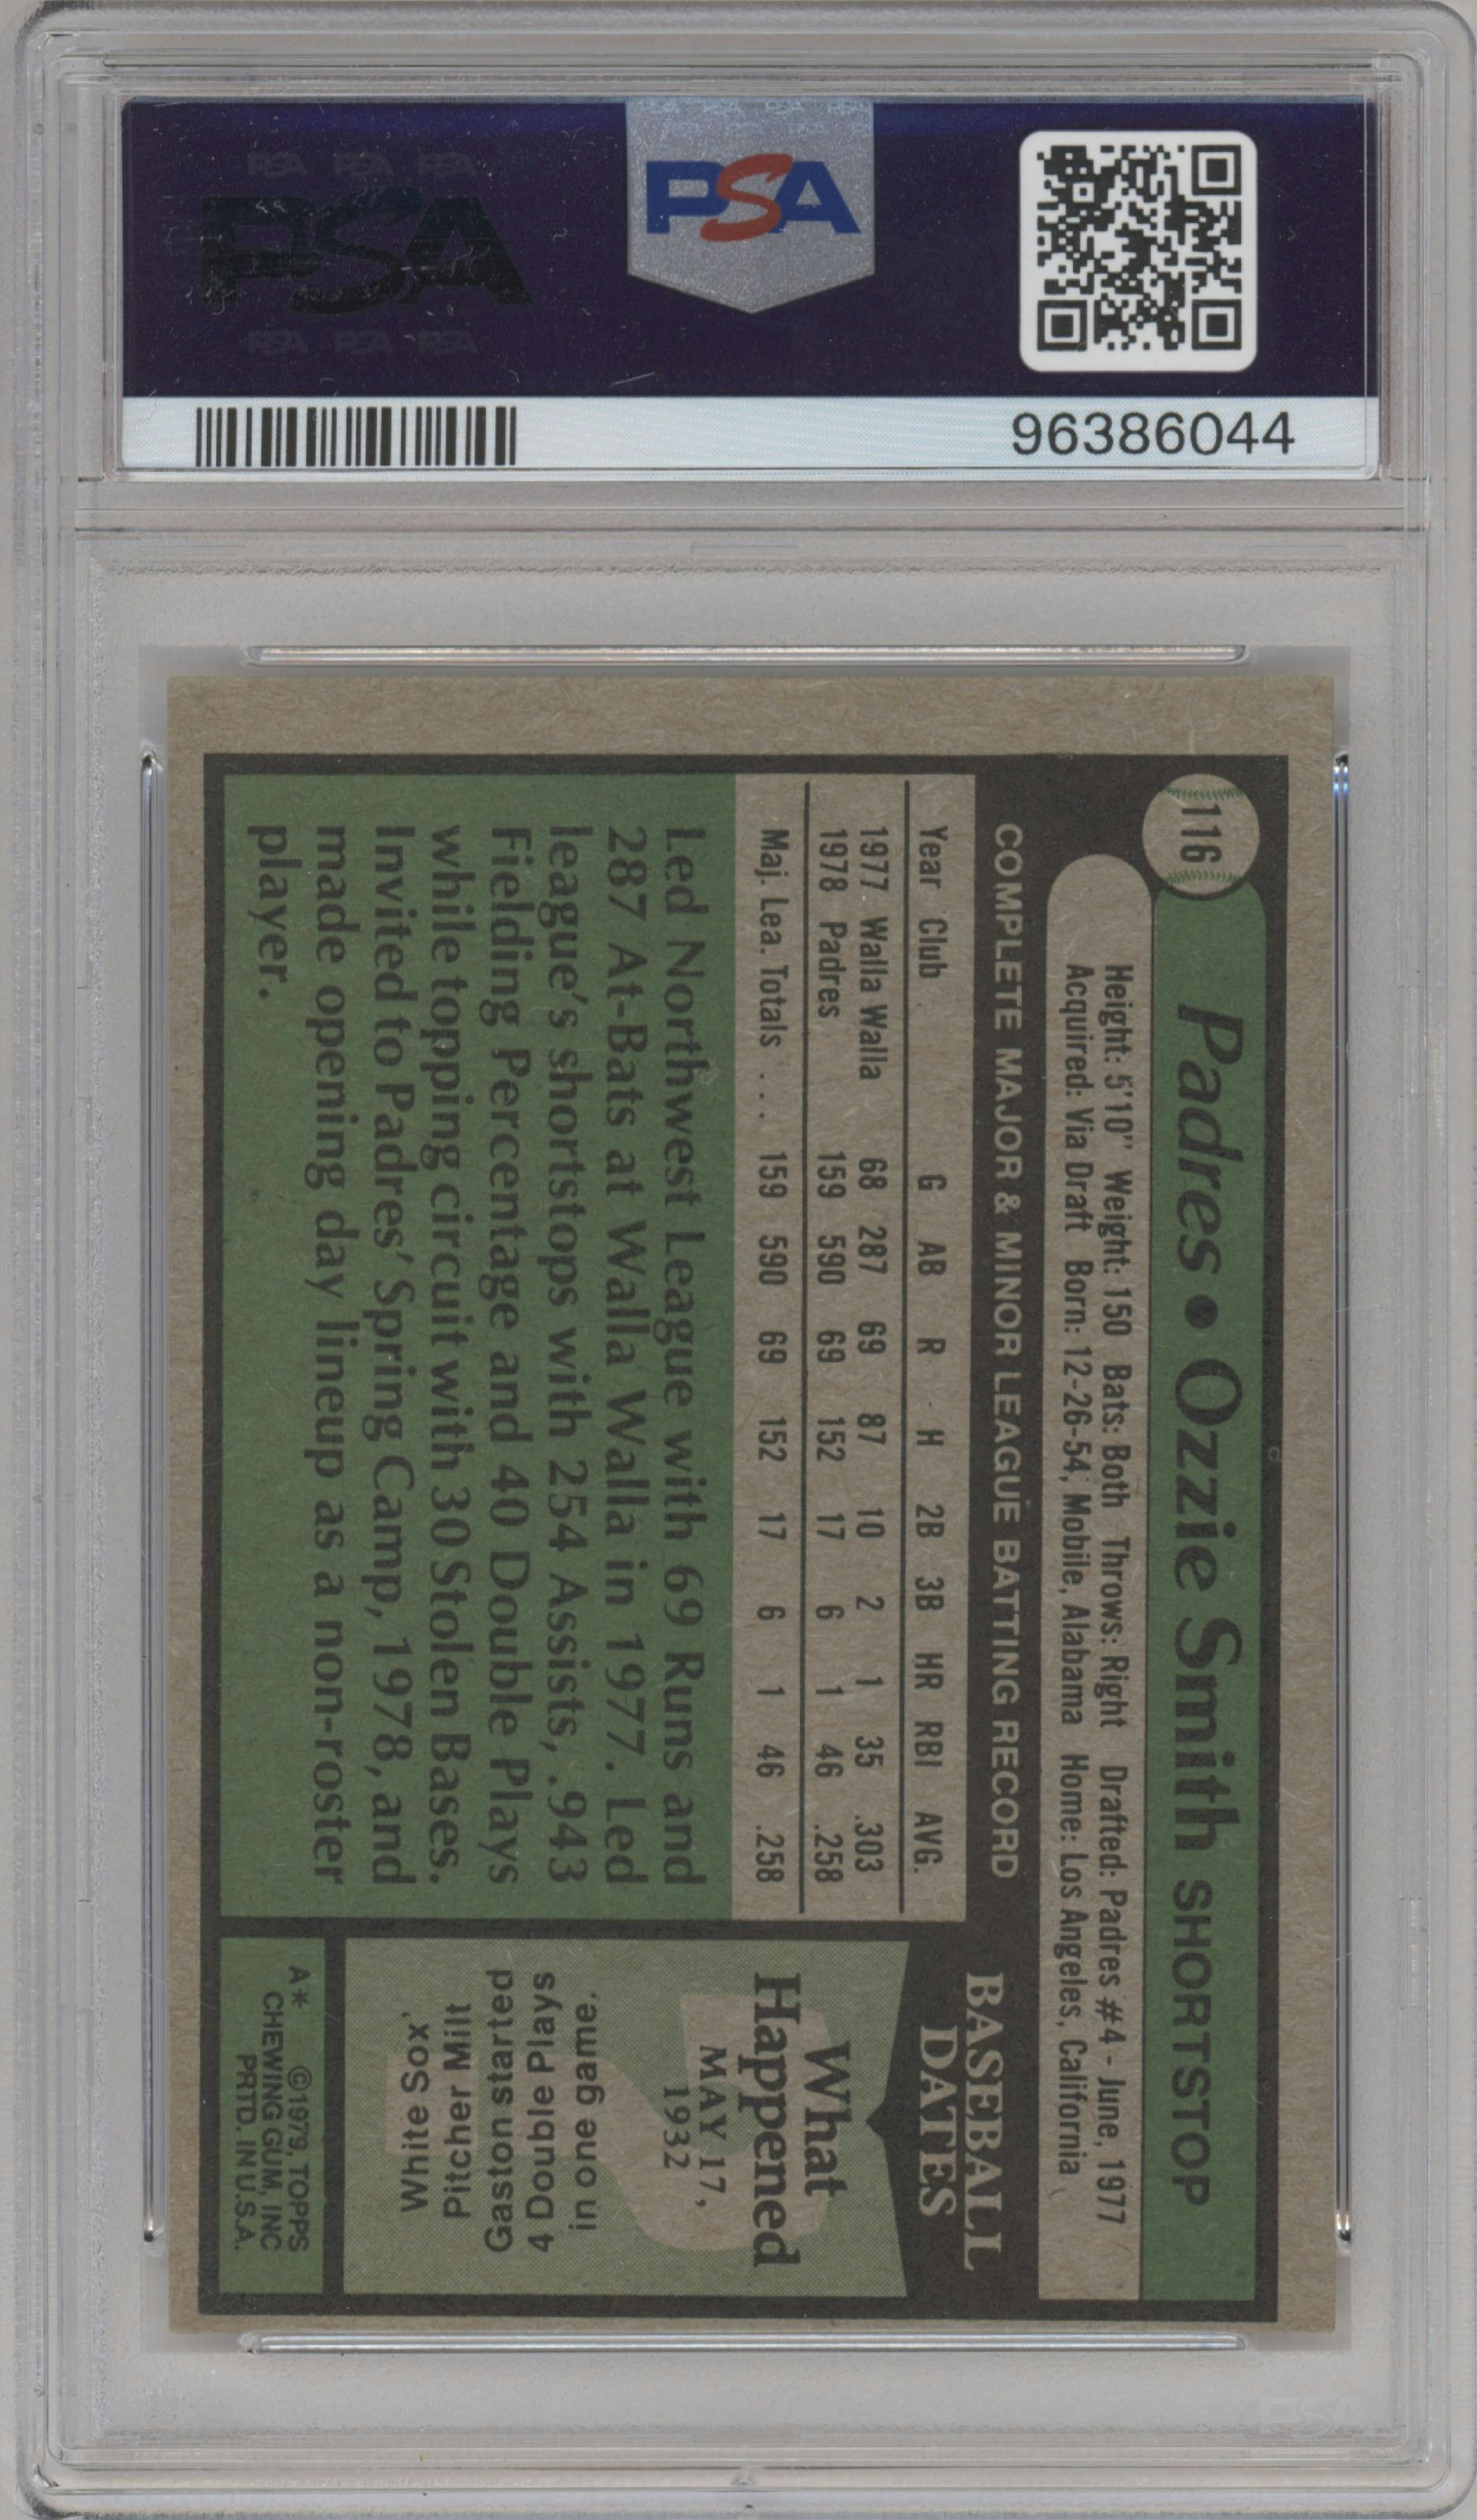 PSA PSA PSA
PSA
PSA PSA PSA
PSA
96386044
116
Padres • Ozzie Smith SHORTSTOP
Height: 5'10" Weight: 150 Bats: Both Throws: Right Drafted: Padres #4 - June, 1977
Acquired: Via Draft Born: 12-26-54, Mobile, Alabama Home: Los Angeles, California
COMPLETE MAJOR & MINOR LEAGUE BATTING RECORD
Year Club G AB R H 2B 3B HR RBI AVG.
1977 Walla Walla 68 287 69 87 10 2 1 35 .303
1978 Padres 159 590 69 152 17 6 1 46 .258
Maj. Lea. Totals ... 159 590 69 152 17 6 1 46 .258
Led Northwest League with 69 Runs and
287 At-Bats at Walla Walla in 1977. Led
league's shortstops with 254 Assists, .943
Fielding Percentage and 40 Double Plays
while topping circuit with 30 Stolen Bases.
Invited to Padres' Spring Camp, 1978, and
made opening day lineup as a non-roster
player.
BASEBALL
DATES
What
Happened
MAY 17,
1932
White Sox'
Pitcher Milt
Gaston started
4 Double Plays
in one game.
A* ©1979, TOPPS
CHEWING GUM, INC
PRTD. IN U.S.A.
PSA